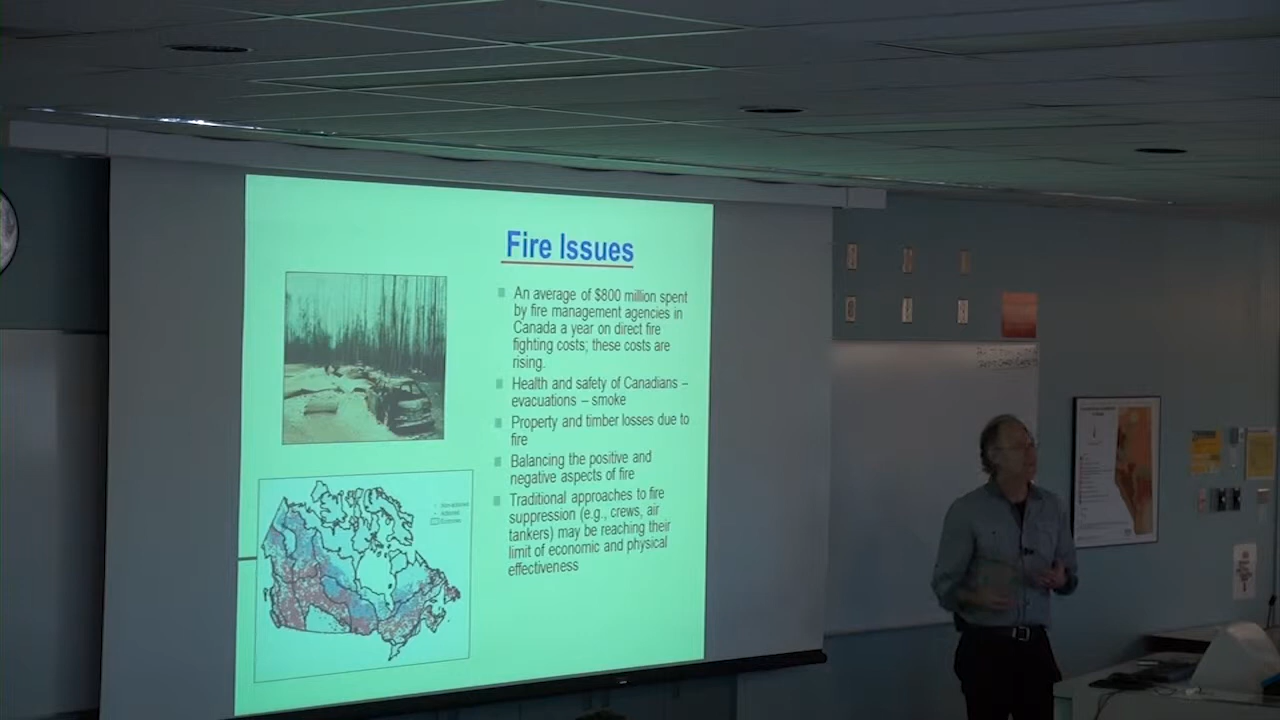 Fire Issues
An average of $800 million spent
by fire management agencies in
Canada a year on direct fire
fighting costs; these costs are
rising.
Health and safety of Canadians –
evacuations – smoke
Property and timber losses due to
fire
Balancing the positive and
negative aspects of fire
Traditional approaches to fire
suppression (e.g., crews, air
tankers) may be reaching their
limit of economic and physical
effectiveness